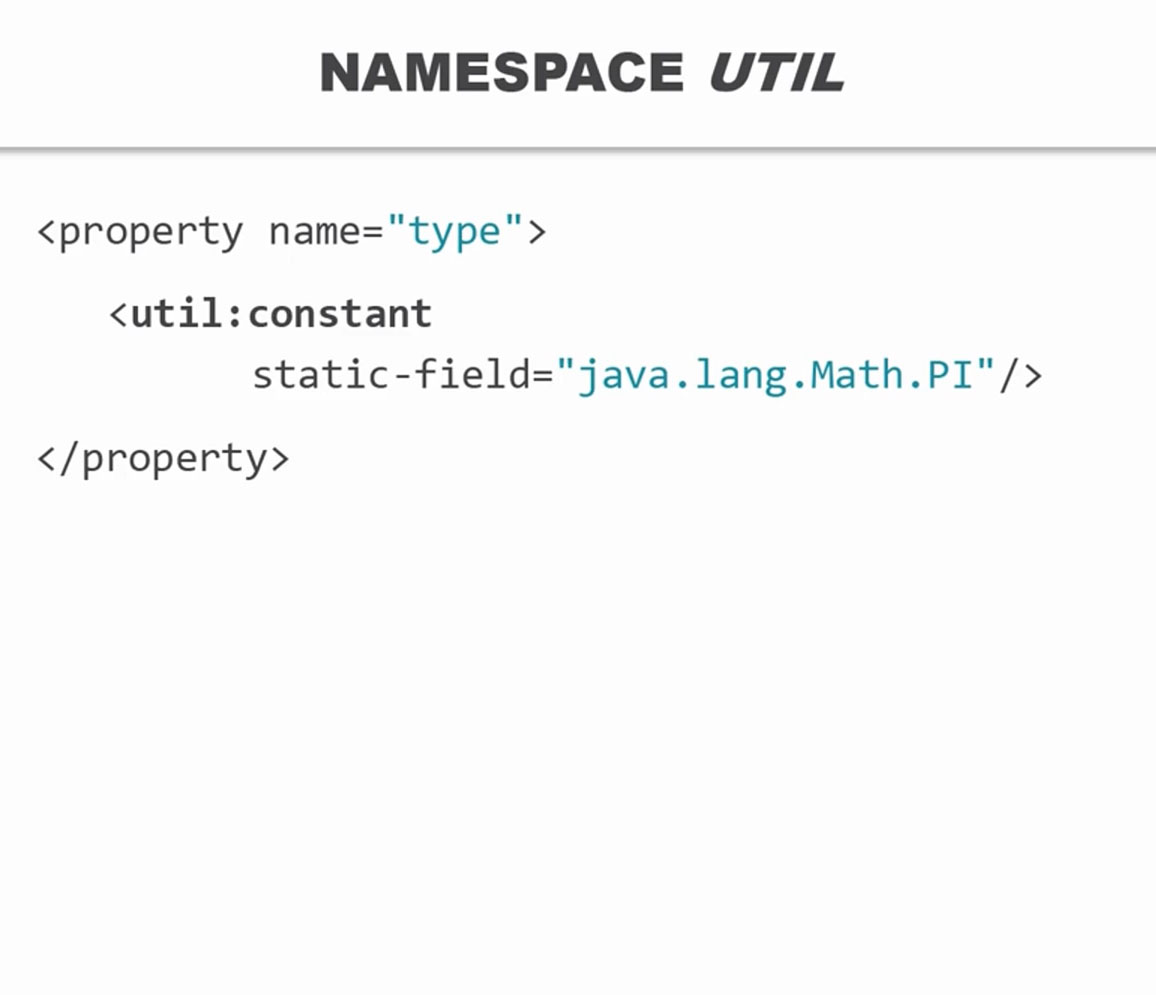 NAMESPACE UTIL
<property name="type">
<util:constant
static-field="java.lang.Math.PI"/>
</property>